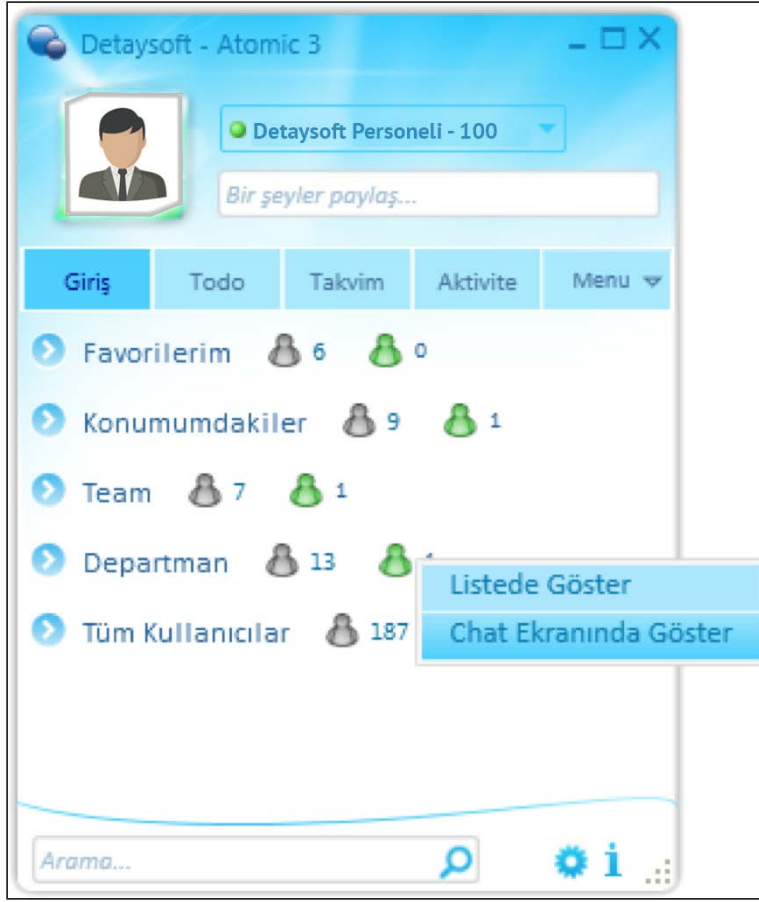 Detaysoft - Atomic 3
Detaysoft Personeli - 100
Bir şeyler paylaş...
Giriş Todo Takvim Aktivite Menu
Favorilerim 6 0
Konumumdakiler 9 1
Team 7 1
Departman 13
Listede Göster
Tüm Kullanıcılar 187
Chat Ekranında Göster
Arama...
i